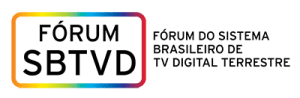 FÓRUM
SBTVD
FÓRUM DO SISTEMA
BRASILEIRO DE
TV DIGITAL TERRESTRE